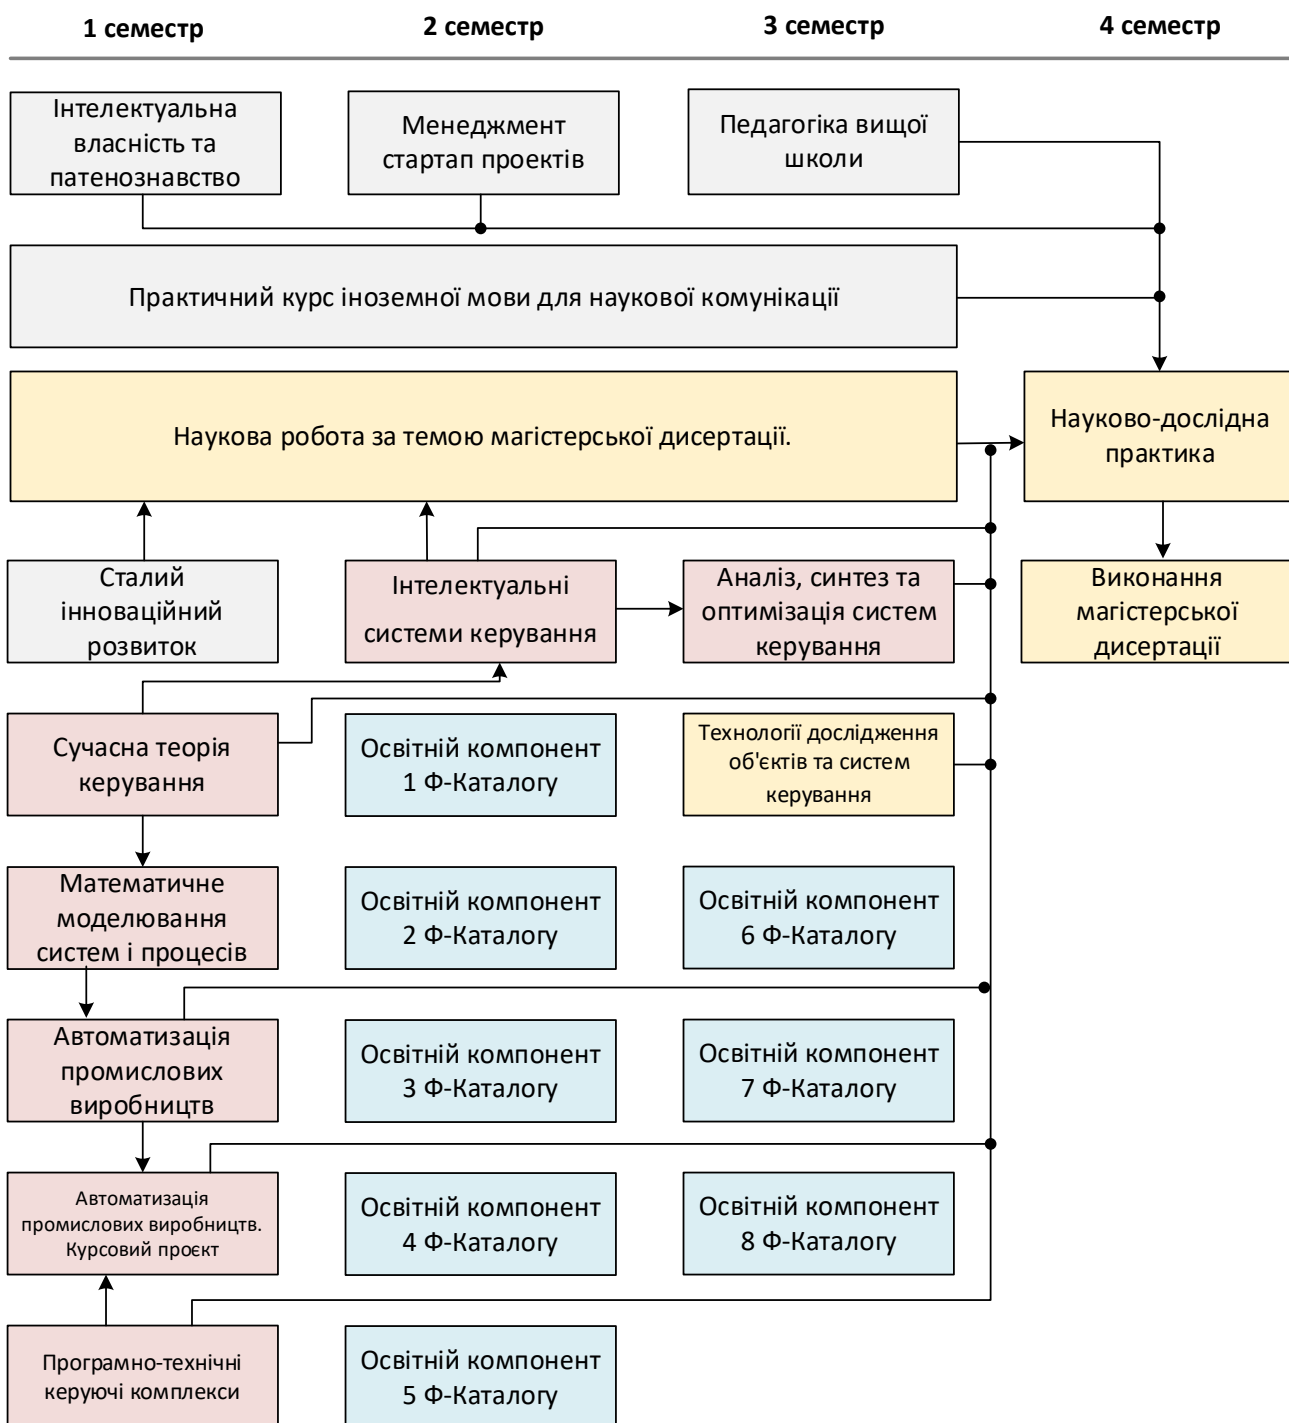 1 семестр
2 семестр
3 семестр
4 семестр
Інтелектуальна
власність та
патенознавство
Менеджмент
стартап проектів
Педагогіка вищої
школи
Практичний курс іноземної мови для наукової комунікації
Наукова робота за темою магістерської дисертації.
Науково-дослідна
практика
Сталий
інноваційний
розвиток
Інтелектуальні
системи керування
Аналіз, синтез та
оптимізація систем
керування
Виконання
магістерської
дисертації
Сучасна теорія
керування
Освітній компонент
1 Ф-Каталогу
Технології дослідження
об'єктів та систем
керування
Математичне
моделювання
систем і процесів
Освітній компонент
2 Ф-Каталогу
Освітній компонент
6 Ф-Каталогу
Автоматизація
промислових
виробництв
Освітній компонент
3 Ф-Каталогу
Освітній компонент
7 Ф-Каталогу
Автоматизація
промислових виробництв.
Курсовий проєкт
Освітній компонент
4 Ф-Каталогу
Освітній компонент
8 Ф-Каталогу
Програмно-технічні
керуючі комплекси
Освітній компонент
5 Ф-Каталогу